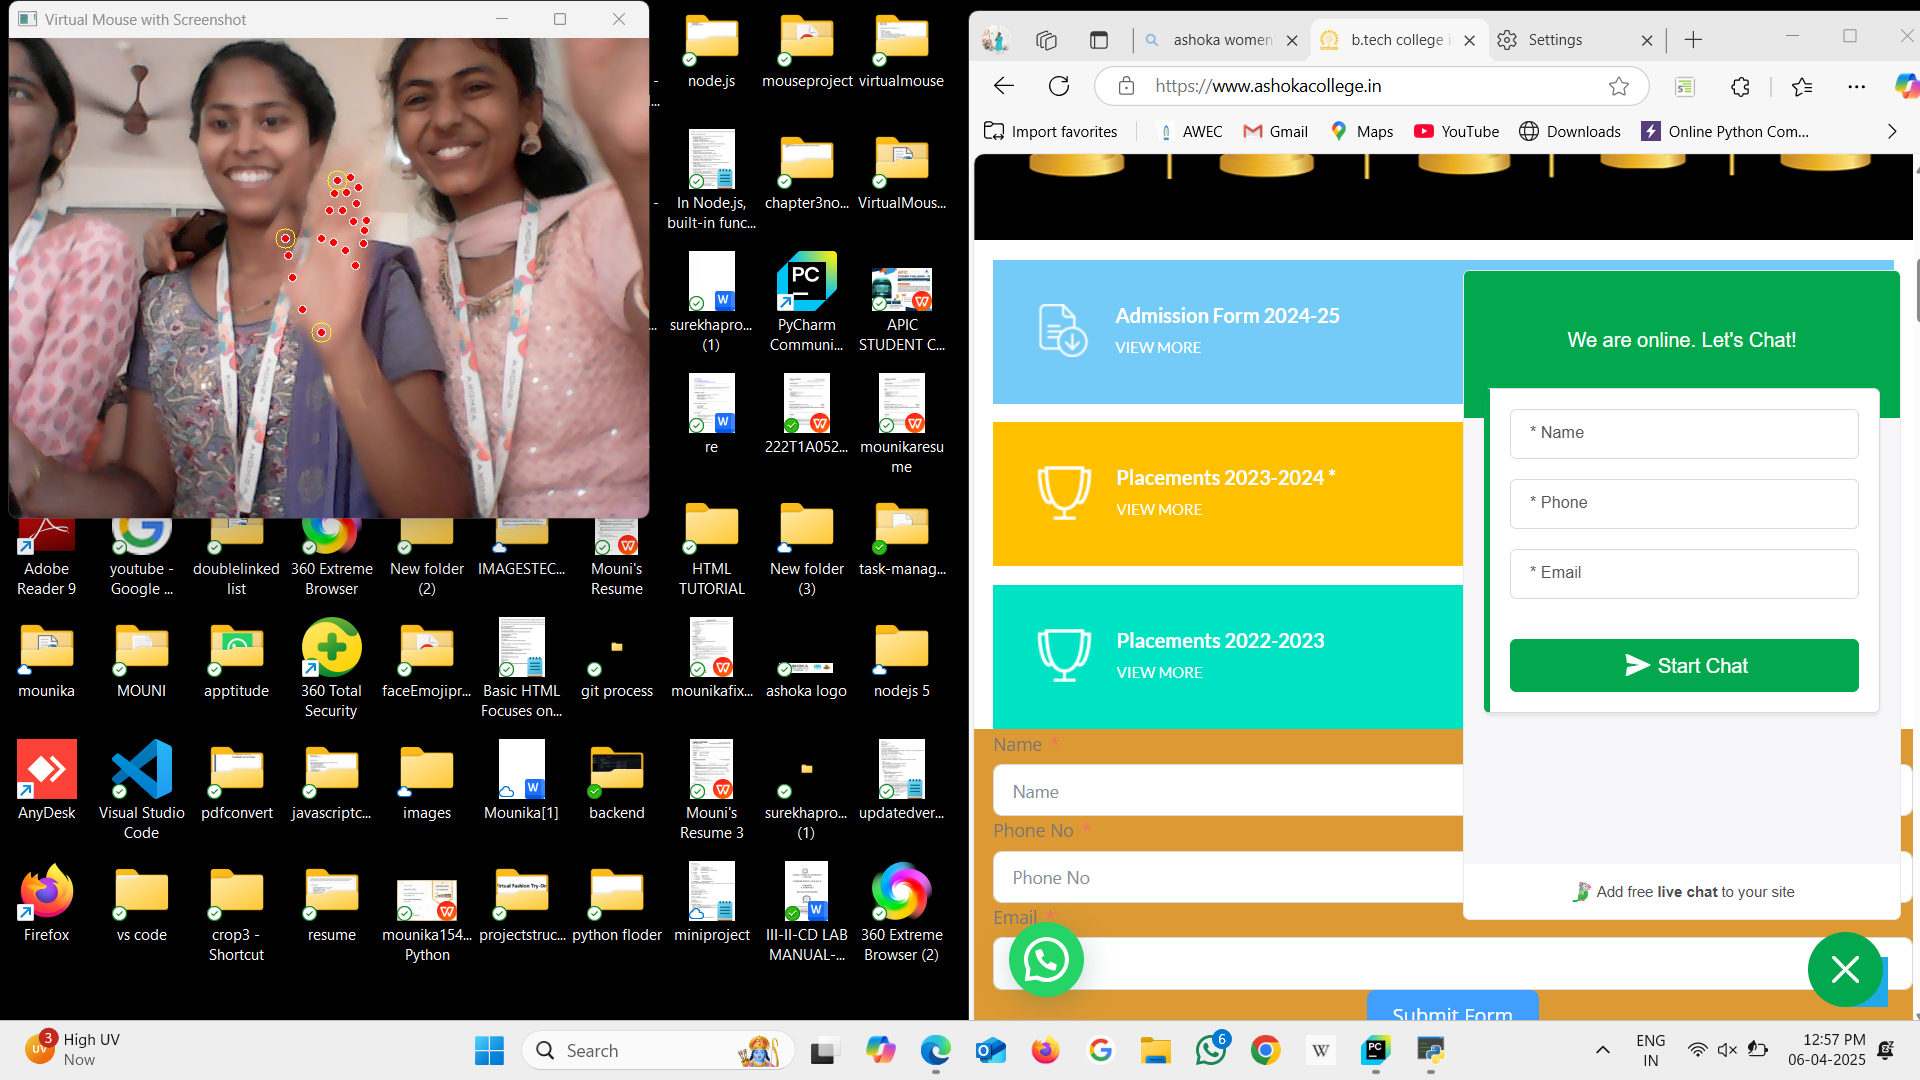 Virtual Mouse with Screenshot
node.js
mouseproject
virtualmouse
In Node.js,
built-in func...
chapter3no...
VirtualMous...
surekhapro...
(1)
PyCharm
Communi...
APIC
STUDENT C...
re
222T1A052...
mounikaresu
me
Adobe
Reader 9
youtube -
Google ...
doublelinked
list
360 Extreme
Browser
New folder
(2)
IMAGESTEC...
Mouni's
Resume
HTML
TUTORIAL
New folder
(3)
task-manag...
mounika
MOUNI
apptitude
360 Total
Security
faceEmojipr...
Basic HTML
Focuses on...
git process
mounikafix...
ashoka logo
nodejs 5
AnyDesk
Visual Studio
Code
pdfconvert
javascriptc...
images
Mounika[1]
backend
Mouni's
Resume 3
surekhapro...
(1)
updatedver...
Firefox
vs code
crop3 -
Shortcut
resume
mounika154...
Python
projectstruc...
python floder
miniproject
III-II-CD LAB
MANUAL-...
360 Extreme
Browser (2)
ashoka women
b.tech college i
Settings
https://www.ashokacollege.in
Import favorites
AWEC
Gmail
Maps
YouTube
Downloads
Online Python Com...
Admission Form 2024-25
VIEW MORE
Placements 2023-2024 *
VIEW MORE
Placements 2022-2023
VIEW MORE
Name *
Name
Phone No *
Phone No
Email *
Submit Form
We are online. Let's Chat!
* Name
* Phone
* Email
Start Chat
Add free live chat to your site
3
UV
High UV
Now
Search
6
ENG
IN
12:57 PM
06-04-2025